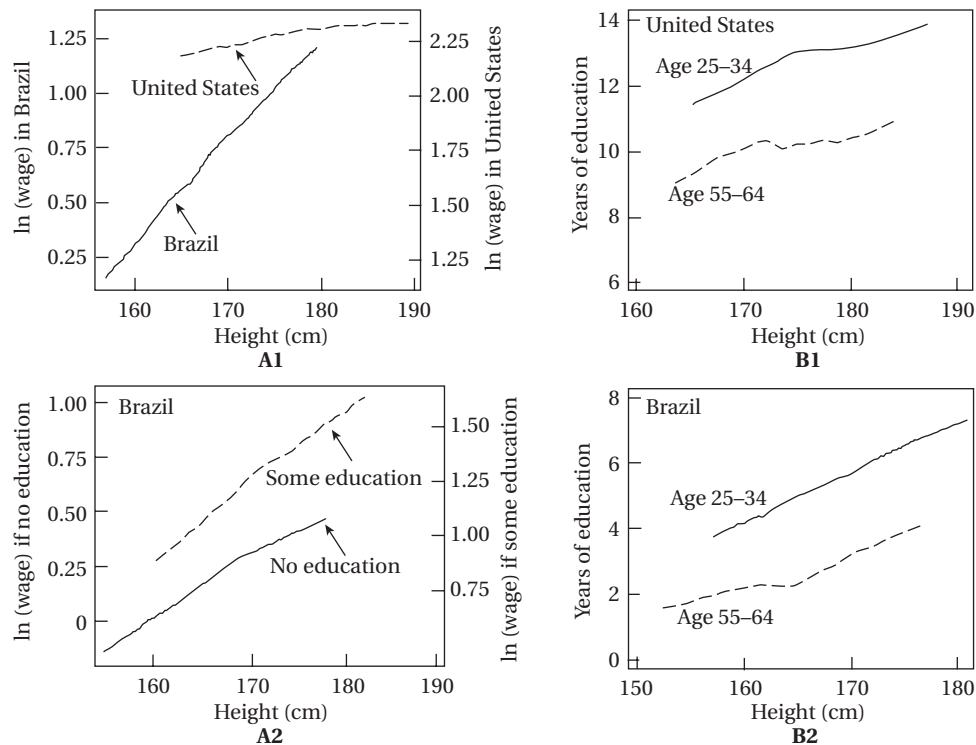 ln (wage) in Brazil
1.25
1.00
0.75
0.50
0.25
United States
Brazil
2.25
2.00
1.75
1.50
1.25
ln (wage) in United States
160 170 180 190
Height (cm)
A1
Years of education
14
12
10
8
6
United States
Age 25–34
Age 55–64
160 170 180 190
Height (cm)
B1
ln (wage) if no education
1.00
0.75
0.50
0.25
0
Brazil
Some education
No education
1.50
1.25
1.00
0.75
ln (wage) if some education
160 170 180 190
Height (cm)
A2
Years of education
8
6
4
2
0
Brazil
Age 25–34
Age 55–64
150 160 170 180
Height (cm)
B2